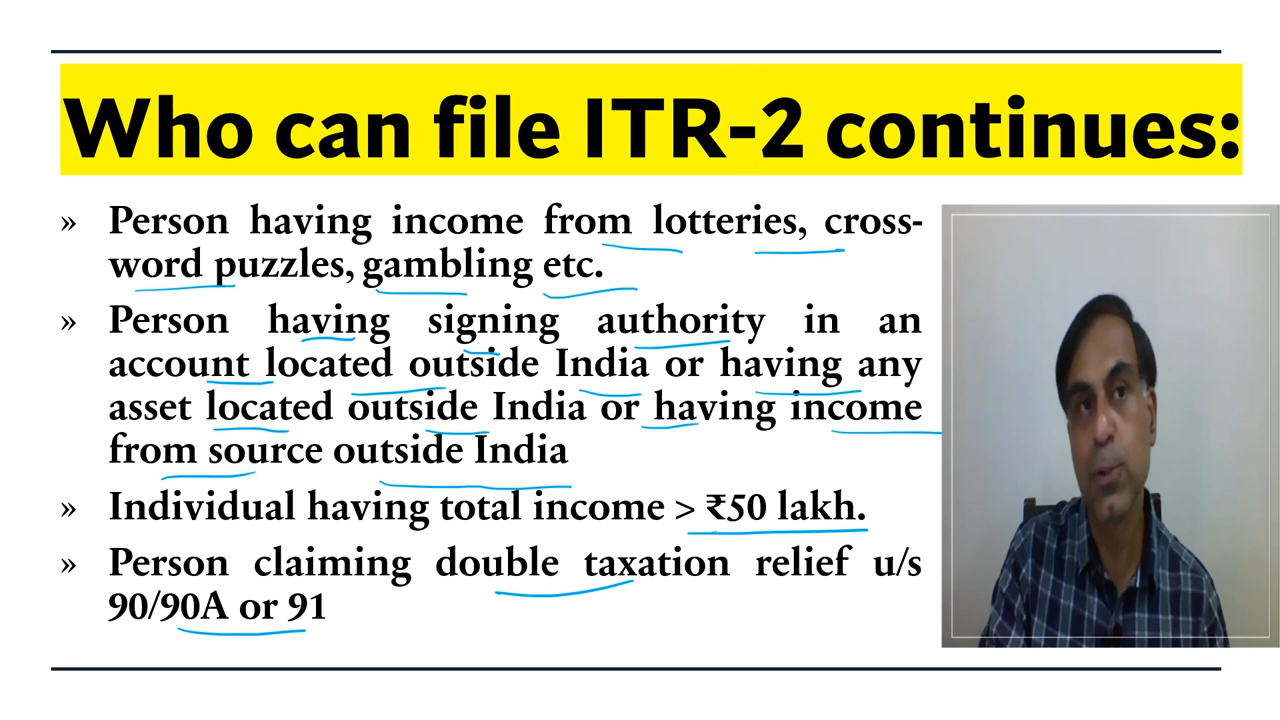 Who can file ITR-2 continues:
» Person having income from lotteries, cross-
word puzzles, gambling etc.
» Person having signing authority in an
account located outside India or having any
asset located outside India or having income
from source outside India
» Individual having total income > ₹50 lakh.
» Person claiming double taxation relief u/s
90/90A or 91